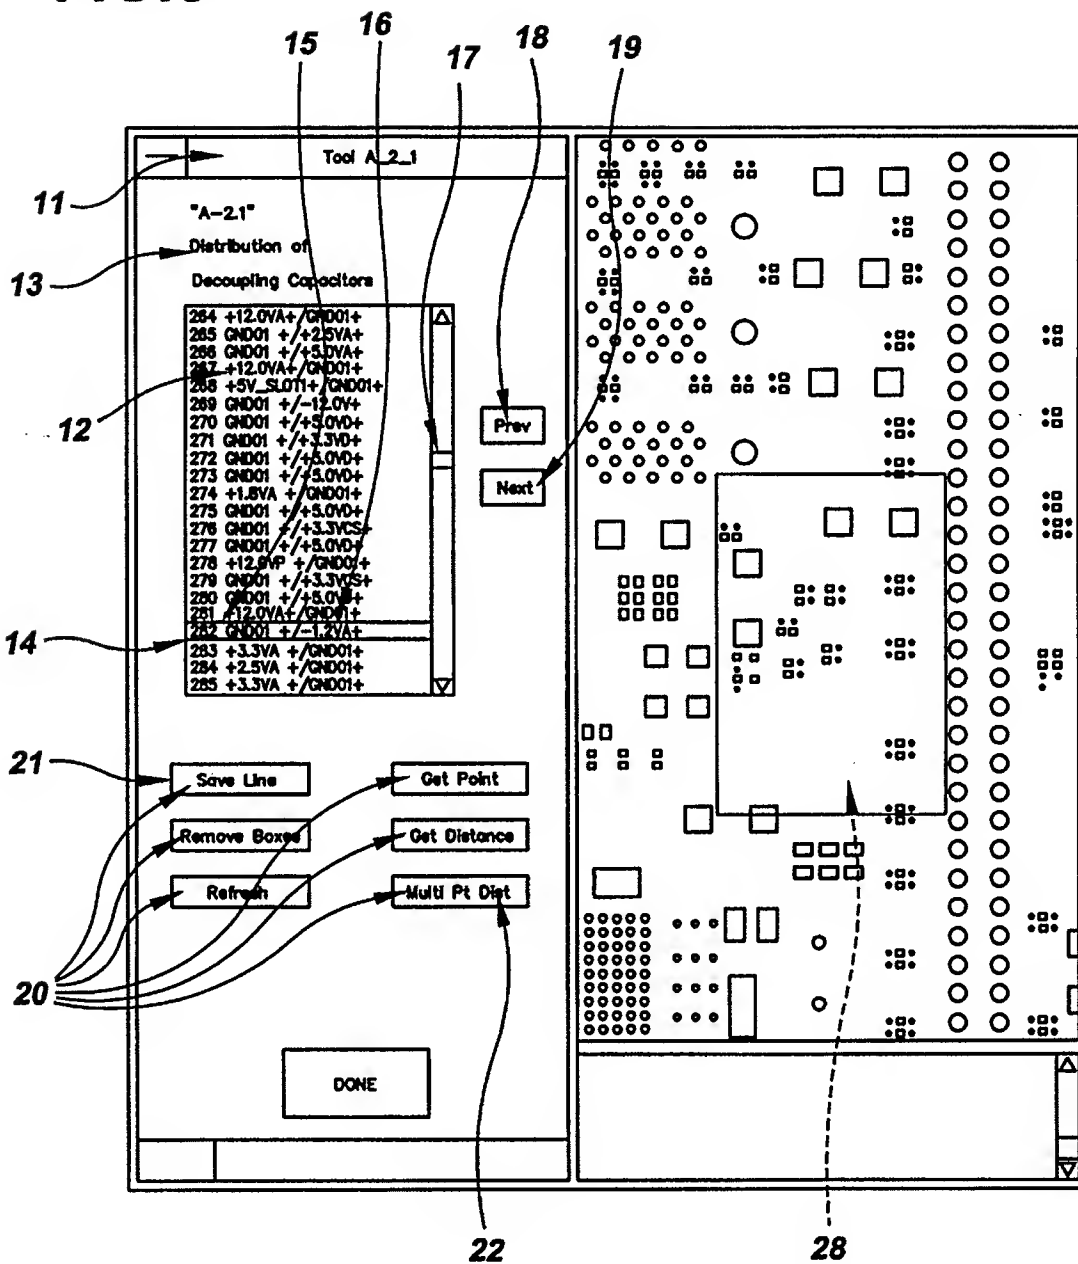 15
16
17
18
19
Tool A_2_1
11
"A-2.1"
Distribution of
13
Decoupling Capacitors
264 +12.0VA+/GND01+
265 GND01 +/+2.5VA+
266 GND01 +/+5.0VA+
267 +12.0VA+/GND01+
268 +5V_SLOT1+/GND01+
269 GND01 +/-12.0V+
270 GND01 +/+5.0VD+
271 GND01 +/+3.3VD+
272 GND01 +/+5.0VD+
273 GND01 +/+5.0VD+
274 +1.8VA +/GND01+
275 GND01 +/+5.0VD+
276 GND01 +/+3.3VCS+
277 GND01 +/+5.0VD+
278 +12.0VP +/GND01+
279 GND01 +/+3.3VCS+
280 GND01 +/+5.0VD+
281 +12.0VA+/GND01+
282 GND01 +/-1.2VA+
283 +3.3VA +/GND01+
284 +2.5VA +/GND01+
285 +3.3VA +/GND01+
12
Prev
Next
14
21
Save Line
Get Point
Remove Boxes
Get Distance
Refresh
Multi Pt Dist
20
DONE
22
28